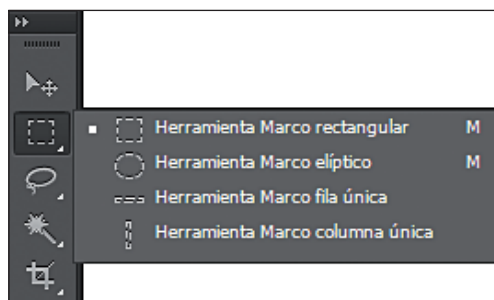 Herramienta Marco rectangular M
Herramienta Marco elíptico M
Herramienta Marco fila única
Herramienta Marco columna única